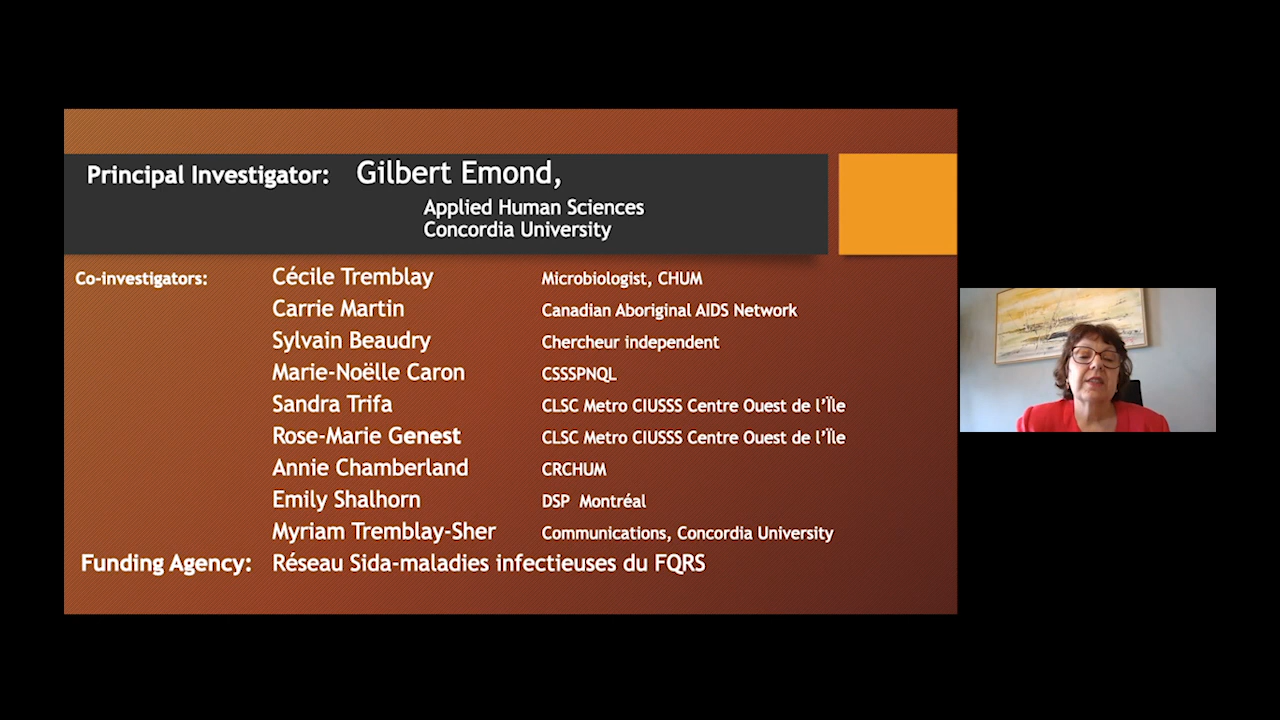 Principal Investigator: Gilbert Emond,
Applied Human Sciences
Concordia University
Co-investigators: Cécile Tremblay Microbiologist, CHUM
Carrie Martin Canadian Aboriginal AIDS Network
Sylvain Beaudry Chercheur independent
Marie-Noëlle Caron CSSSPNQL
Sandra Trifa CLSC Metro CIUSSS Centre Ouest de l’Ïle
Rose-Marie Genest CLSC Metro CIUSSS Centre Ouest de l’Ïle
Annie Chamberland CRCHUM
Emily Shalhorn DSP Montréal
Myriam Tremblay-Sher Communications, Concordia University
Funding Agency: Réseau Sida-maladies infectieuses du FQRS